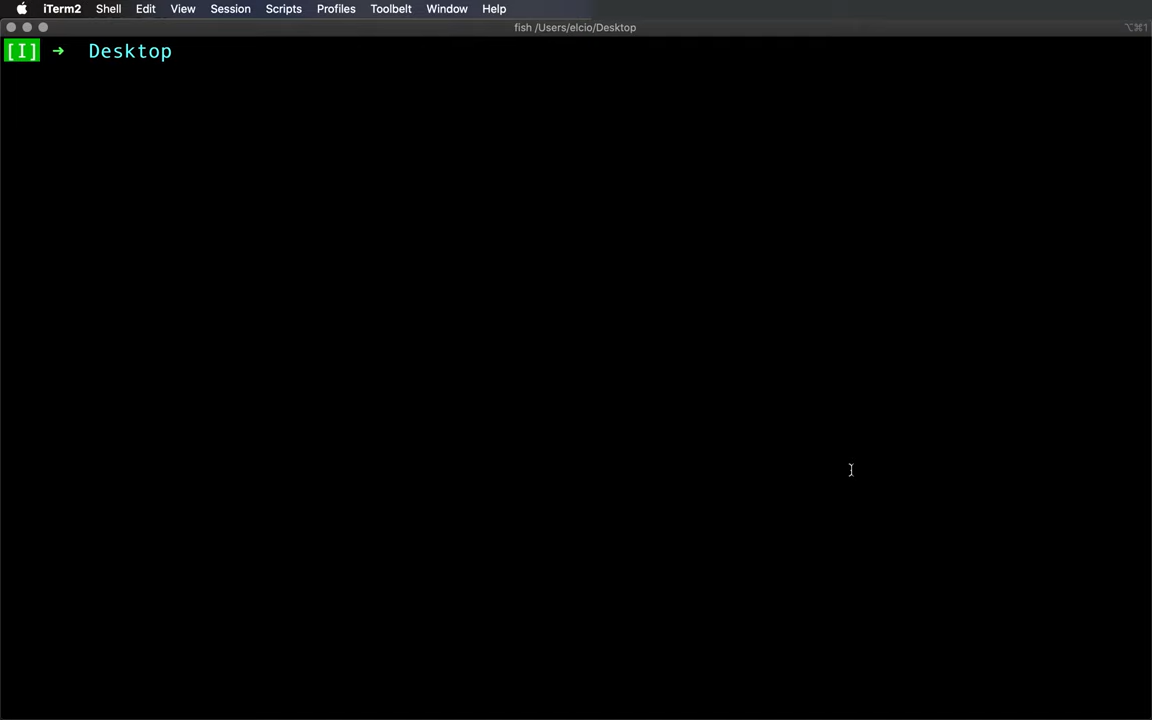 iTerm2 Shell Edit View Session Scripts Profiles Toolbelt Window Help
fish /Users/elcio/Desktop ⌥⌘1
[I] → Desktop